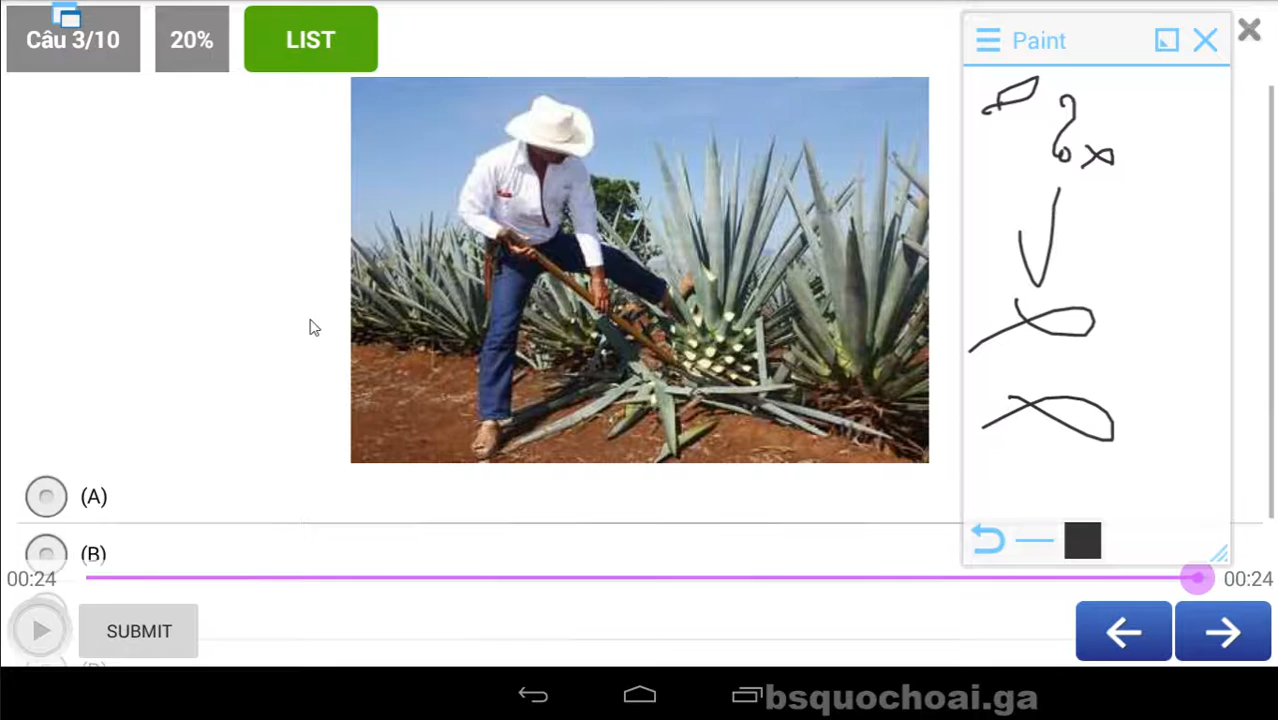 Câu 3/10
20%
LIST
Paint
(A)
(B)
00:24
00:24
SUBMIT
bsquochoai.ga